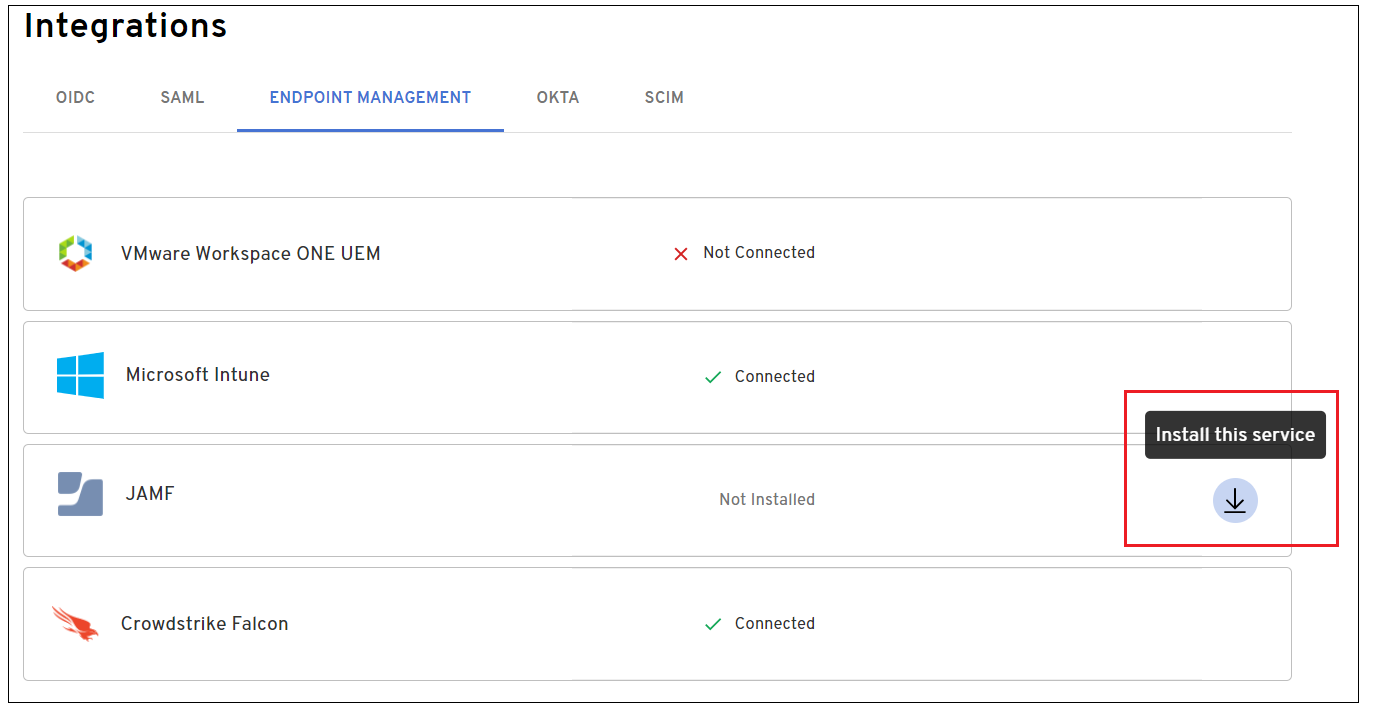 Integrations
OIDC SAML ENDPOINT MANAGEMENT OKTA SCIM
VMware Workspace ONE UEM Not Connected
Microsoft Intune Connected
Install this service
JAMF Not Installed
Crowdstrike Falcon Connected